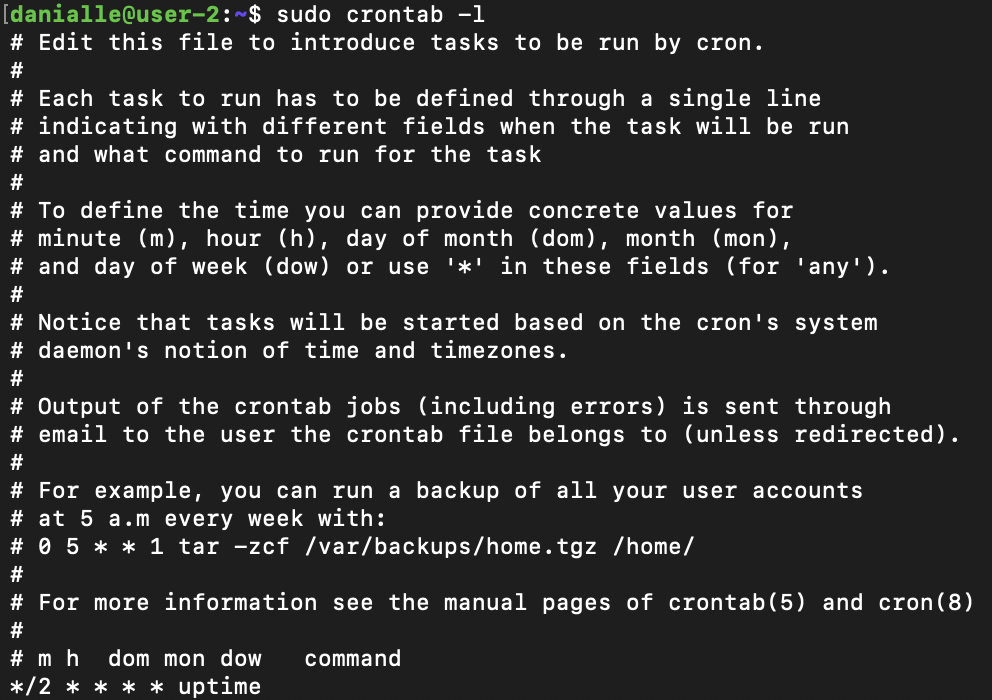 [danialle@user-2:~$ sudo crontab -l
# Edit this file to introduce tasks to be run by cron.
#
# Each task to run has to be defined through a single line
# indicating with different fields when the task will be run
# and what command to run for the task
#
# To define the time you can provide concrete values for
# minute (m), hour (h), day of month (dom), month (mon),
# and day of week (dow) or use '*' in these fields (for 'any').
#
# Notice that tasks will be started based on the cron's system
# daemon's notion of time and timezones.
#
# Output of the crontab jobs (including errors) is sent through
# email to the user the crontab file belongs to (unless redirected).
#
# For example, you can run a backup of all your user accounts
# at 5 a.m every week with:
# 0 5 * * 1 tar -zcf /var/backups/home.tgz /home/
#
# For more information see the manual pages of crontab(5) and cron(8)
#
# m h  dom mon dow   command
*/2 * * * * uptime